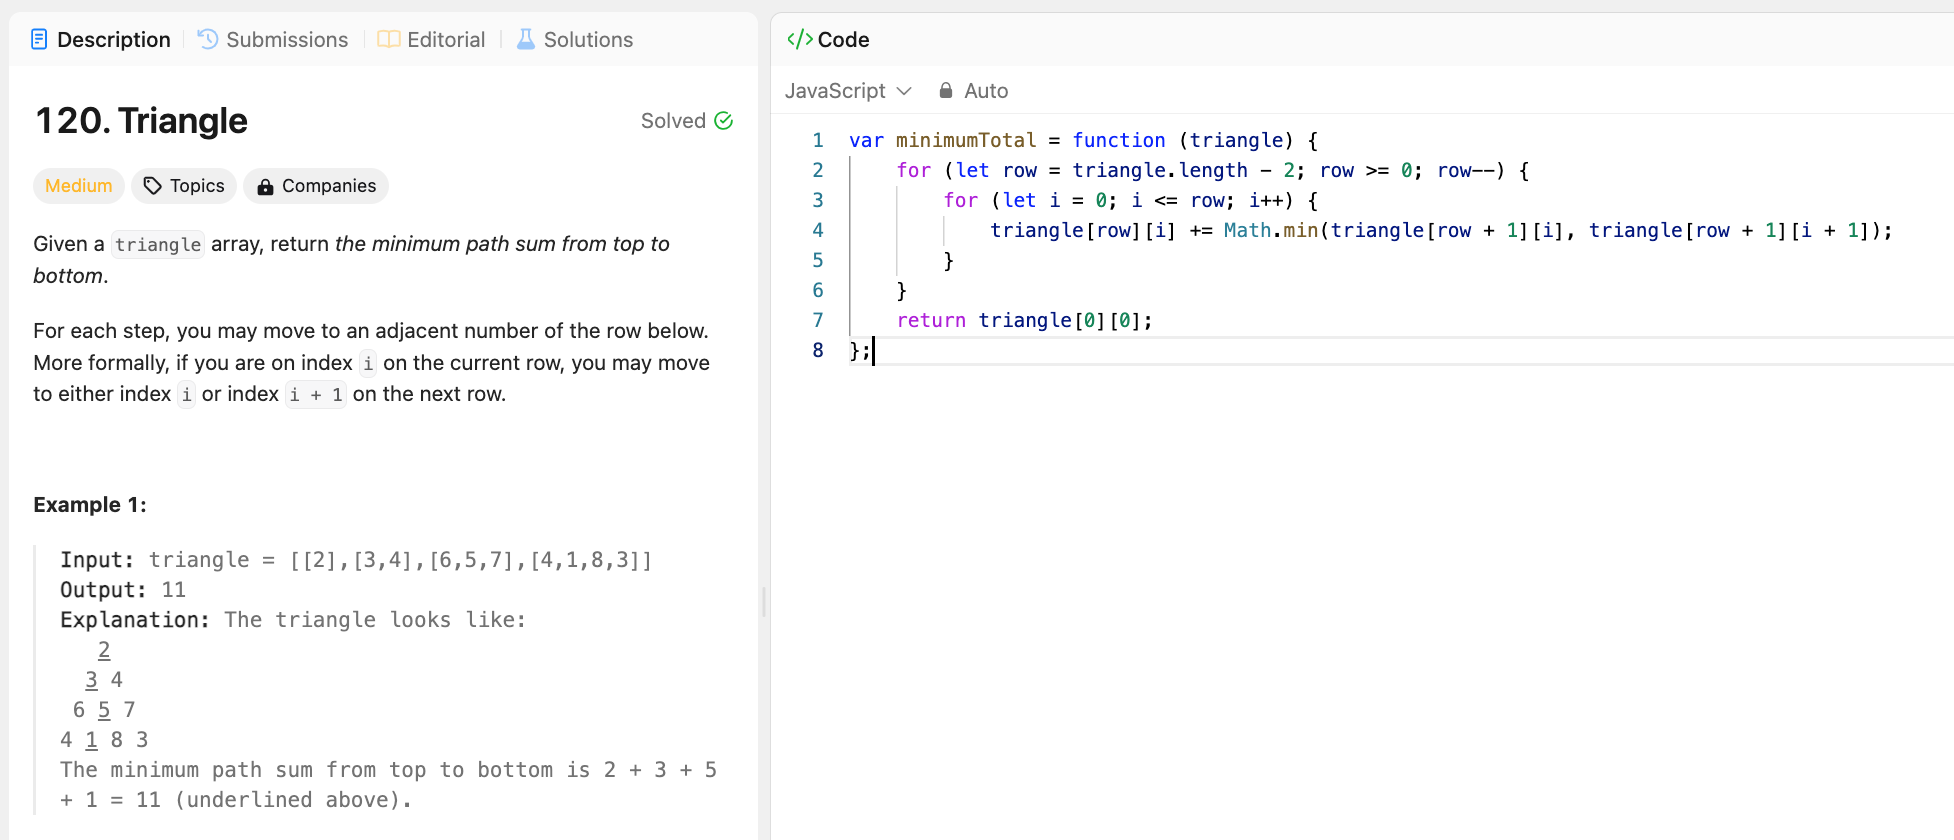 Description
Submissions
Editorial
Solutions
120. Triangle
Solved
Medium
Topics
Companies
Given a triangle array, return the minimum path sum from top to
bottom.
For each step, you may move to an adjacent number of the row below.
More formally, if you are on index i on the current row, you may move
to either index i or index i + 1 on the next row.
Example 1:
Input: triangle = [[2],[3,4],[6,5,7],[4,1,8,3]]
Output: 11
Explanation: The triangle looks like:
2
3 4
6 5 7
4 1 8 3
The minimum path sum from top to bottom is 2 + 3 + 5
+ 1 = 11 (underlined above).
</> Code
JavaScript
Auto
1 var minimumTotal = function (triangle) {
2 for (let row = triangle.length - 2; row >= 0; row--) {
3 for (let i = 0; i <= row; i++) {
4 triangle[row][i] += Math.min(triangle[row + 1][i], triangle[row + 1][i + 1]);
5 }
6 }
7 return triangle[0][0];
8 };